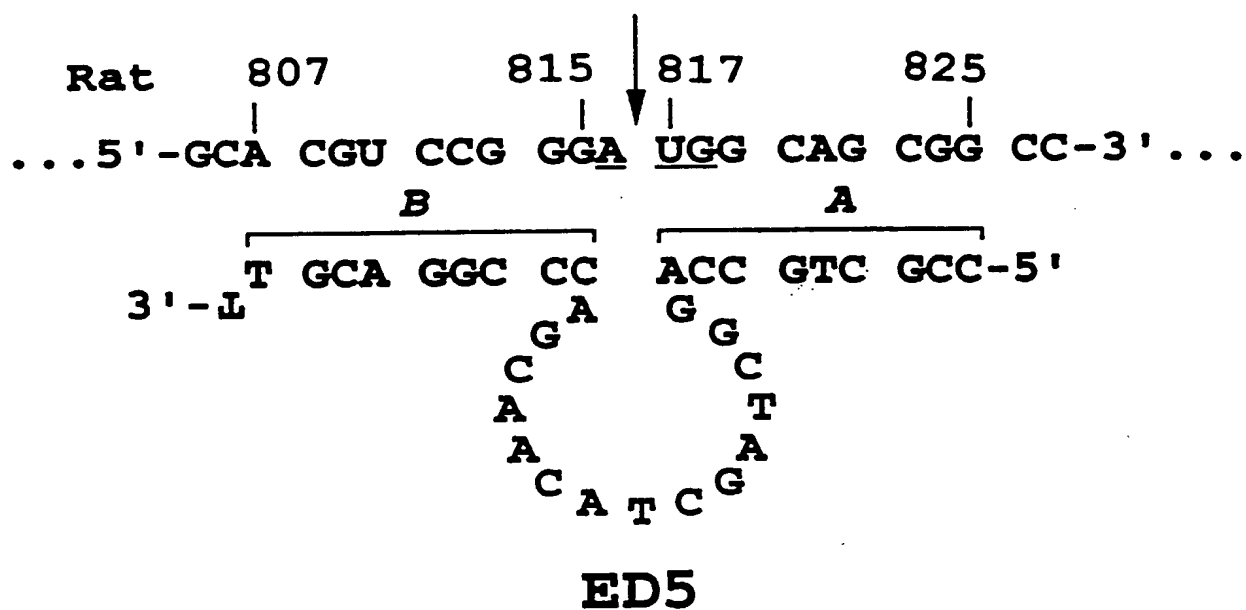 Rat 807 815 817 825
...5'-GCA CGU CCG GGA UGG CAG CGG CC-3'...
B A
T GCA GGC CC ACC GTC GCC-5'
3'-Ʇ
A G C A A C A T C G A T C G G
ED5